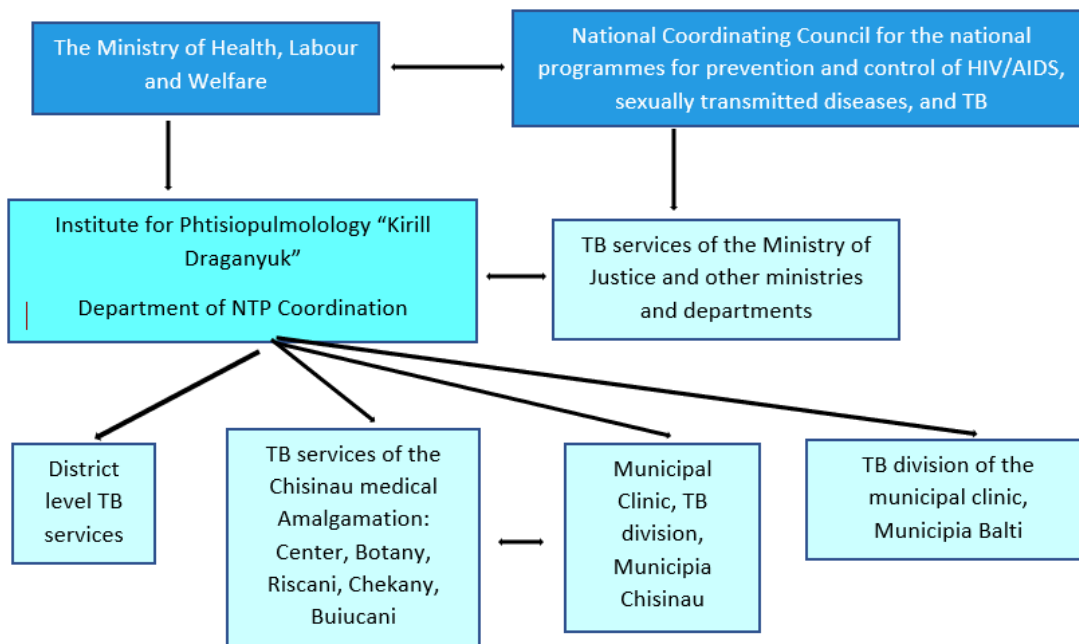 The Ministry of Health, Labour
and Welfare
National Coordinating Council for the national
programmes for prevention and control of HIV/AIDS,
sexually transmitted diseases, and TB
Institute for Phtisiopulmolology “Kirill
Draganyuk”
Department of NTP Coordination
TB services of the Ministry of
Justice and other ministries
and departments
District
level TB
services
TB services of the
Chisinau medical
Amalgamation:
Center, Botany,
Riscani, Chekany,
Buiucani
Municipal
Clinic, TB
division,
Municipia
Chisinau
TB division of the
municipal clinic,
Municipia Balti